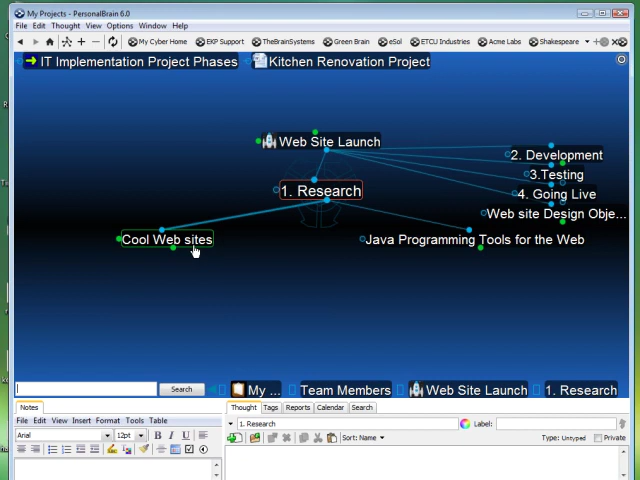 My Projects - PersonalBrain 6.0
File Edit Thought View Options Window Help
My Cyber Home EKP Support TheBrainSystems Green Brain eSol ETCU Industries Acme Labs Shakespeare
IT Implementation Project Phases Kitchen Renovation Project
Web Site Launch
2. Development
3.Testing
1. Research
4. Going Live
Web site Design Obje...
Cool Web sites
Java Programming Tools for the Web
Search My ... Team Members Web Site Launch 1. Research
Notes Thought Tags Reports Calendar Search
File Edit View Insert Format Tools Table
1. Research Label:
Arial 12pt B I U
Sort: Name Type: Untyped Private